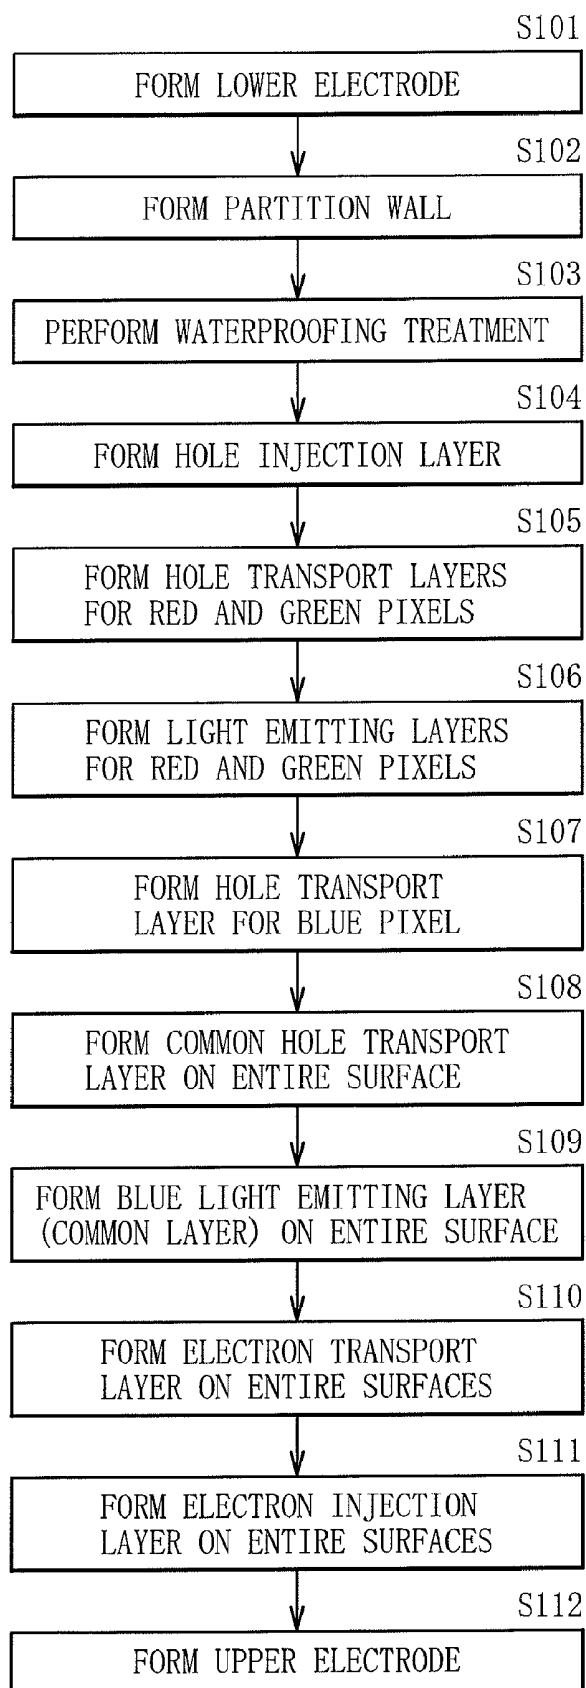 S101
FORM LOWER ELECTRODE
S102
FORM PARTITION WALL
S103
PERFORM WATERPROOFING TREATMENT
S104
FORM HOLE INJECTION LAYER
S105
FORM HOLE TRANSPORT LAYERS
FOR RED AND GREEN PIXELS
S106
FORM LIGHT EMITTING LAYERS
FOR RED AND GREEN PIXELS
S107
FORM HOLE TRANSPORT
LAYER FOR BLUE PIXEL
S108
FORM COMMON HOLE TRANSPORT
LAYER ON ENTIRE SURFACE
S109
FORM BLUE LIGHT EMITTING LAYER
(COMMON LAYER) ON ENTIRE SURFACE
S110
FORM ELECTRON TRANSPORT
LAYER ON ENTIRE SURFACES
S111
FORM ELECTRON INJECTION
LAYER ON ENTIRE SURFACES
S112
FORM UPPER ELECTRODE